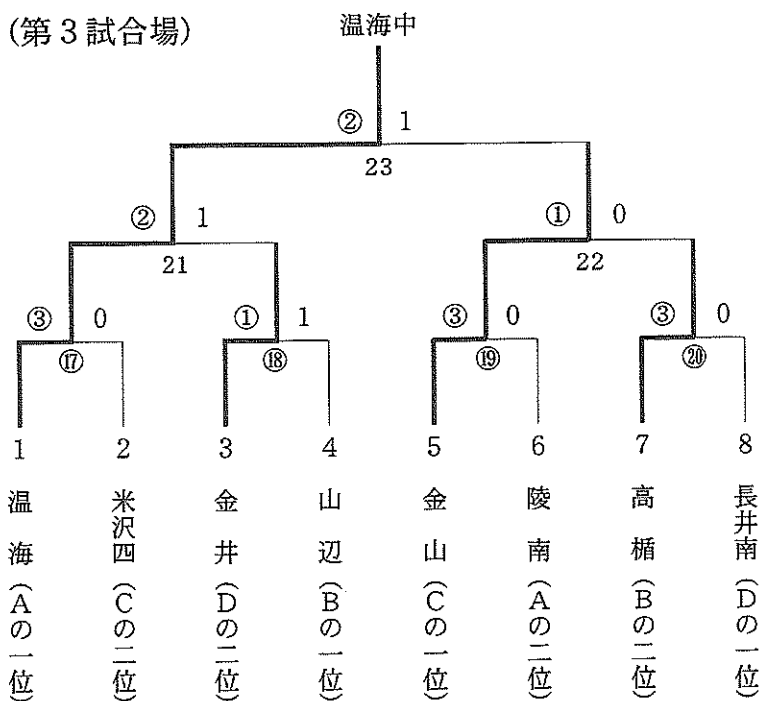 (第3試合場)
温海中
② 1
23
② 1
① 0
21
22
③ 0
① 1
③ 0
③ 0
⑰
⑱
⑲
⑳
1 2 3 4 5 6 7 8
温海(Aの一位)
米沢四(Cの二位)
金井(Dの二位)
山辺(Bの一位)
金山(Cの一位)
陵南(Aの二位)
高楯(Bの二位)
長井南(Dの一位)